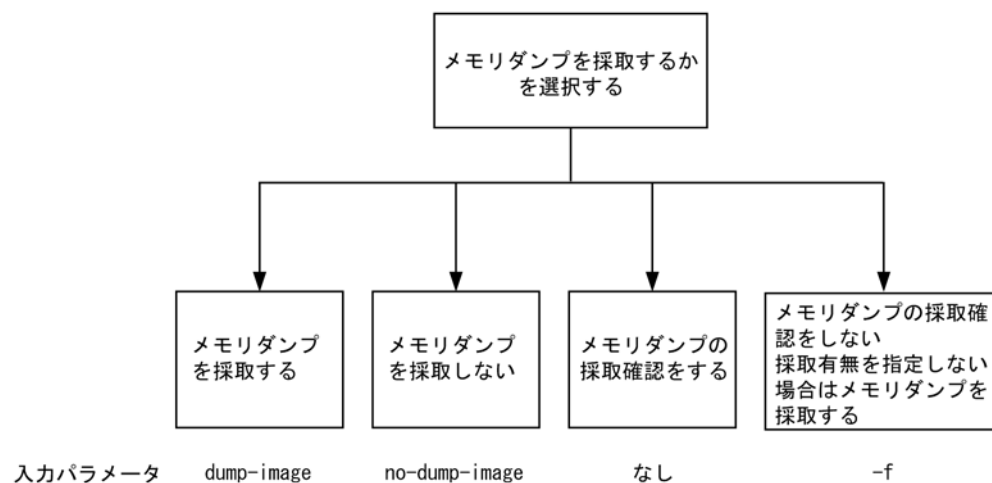 メモリダンプを採取するか
を選択する
メモリダンプ
を採取する
メモリダンプ
を採取しない
メモリダンプの
採取確認をする
メモリダンプの採取確
認をしない
採取有無を指定しない
場合はメモリダンプを
採取する
入力パラメータ dump-image no-dump-image なし -f